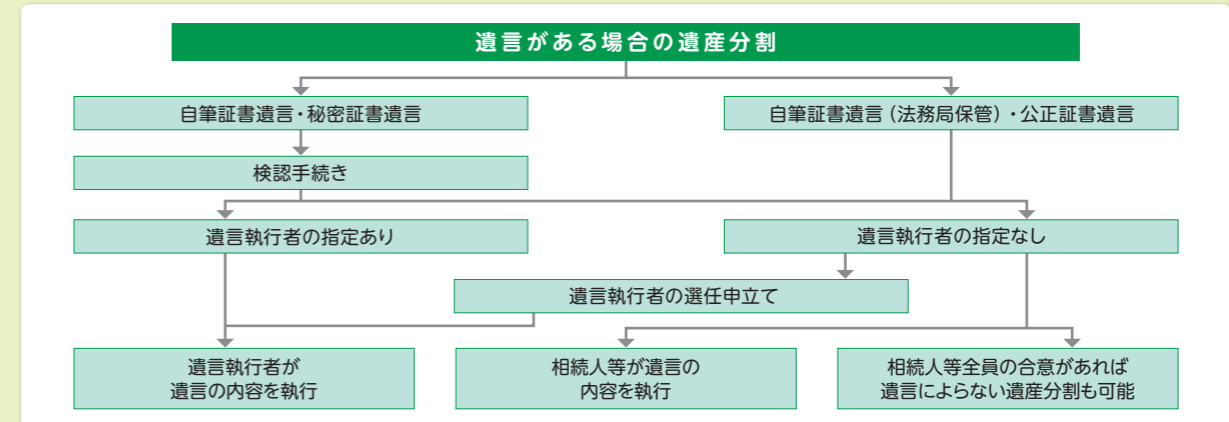 遺言がある場合の遺産分割
自筆証書遺言・秘密証書遺言
自筆証書遺言（法務局保管）・公正証書遺言
検認手続き
遺言執行者の指定あり
遺言執行者の指定なし
遺言執行者の選任申立て
遺言執行者が
遺言の内容を執行
相続人等が遺言の
内容を執行
相続人等全員の合意があれば
遺言によらない遺産分割も可能